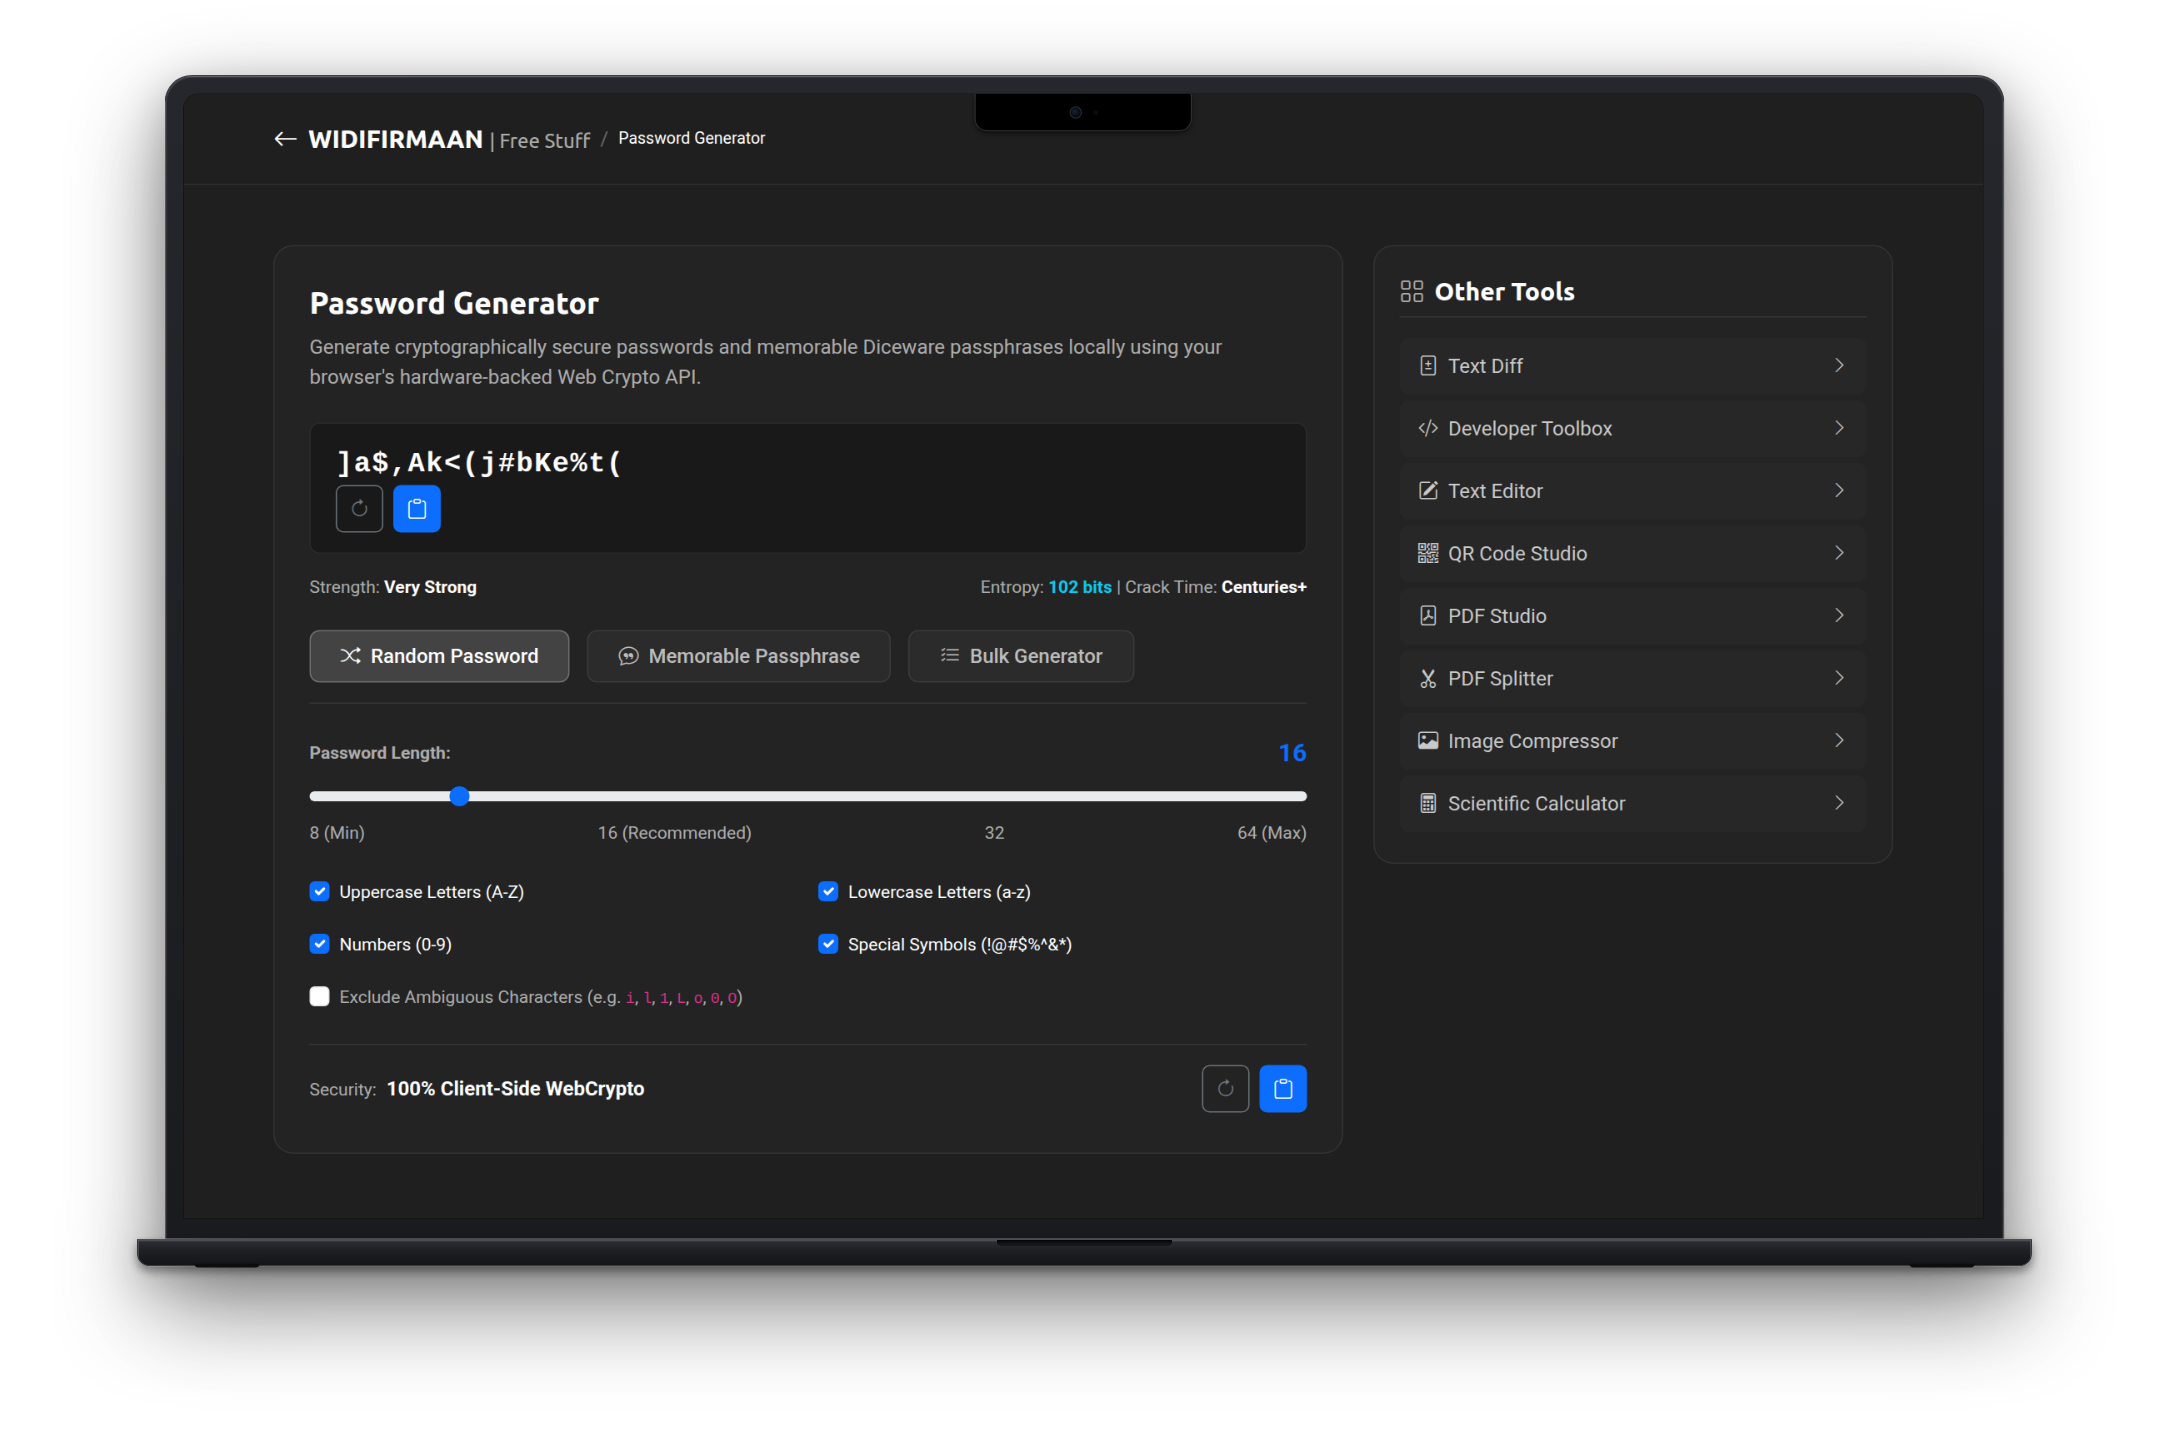 WIDIFIRMAAN | Free Stuff / Password Generator
Password Generator
Generate cryptographically secure passwords and memorable Diceware passphrases locally using your
browser's hardware-backed Web Crypto API.
]a$,Ak<(j#bKe%t(
Strength: Very Strong
Entropy: 102 bits | Crack Time: Centuries+
Random Password
Memorable Passphrase
Bulk Generator
Password Length:
16
8 (Min)
16 (Recommended)
32
64 (Max)
Uppercase Letters (A-Z)
Lowercase Letters (a-z)
Numbers (0-9)
Special Symbols (!@#$%^&*)
Exclude Ambiguous Characters (e.g. i, l, 1, L, o, 0, O)
Security: 100% Client-Side WebCrypto
Other Tools
Text Diff
Developer Toolbox
Text Editor
QR Code Studio
PDF Studio
PDF Splitter
Image Compressor
Scientific Calculator